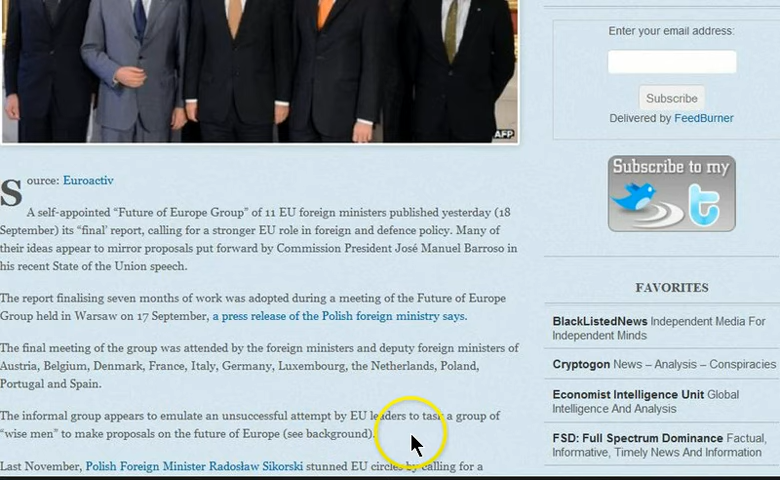 AFP
Source: Euroactiv
A self-appointed “Future of Europe Group” of 11 EU foreign ministers published yesterday (18
September) its “final’ report, calling for a stronger EU role in foreign and defence policy. Many of
their ideas appear to mirror proposals put forward by Commission President José Manuel Barroso in
his recent State of the Union speech.
The report finalising seven months of work was adopted during a meeting of the Future of Europe
Group held in Warsaw on 17 September, a press release of the Polish foreign ministry says.
The final meeting of the group was attended by the foreign ministers and deputy foreign ministers of
Austria, Belgium, Denmark, France, Italy, Germany, Luxembourg, the Netherlands, Poland,
Portugal and Spain.
The informal group appears to emulate an unsuccessful attempt by EU leaders to task a group of
“wise men” to make proposals on the future of Europe (see background).
Last November, Polish Foreign Minister Radosław Sikorski stunned EU circles by calling for a
Enter your email address:
Subscribe
Delivered by FeedBurner
Subscribe to my
t
FAVORITES
BlackListedNews Independent Media For
Independent Minds
Cryptogon News – Analysis – Conspiracies
Economist Intelligence Unit Global
Intelligence And Analysis
FSD: Full Spectrum Dominance Factual,
Informative, Timely News And Information